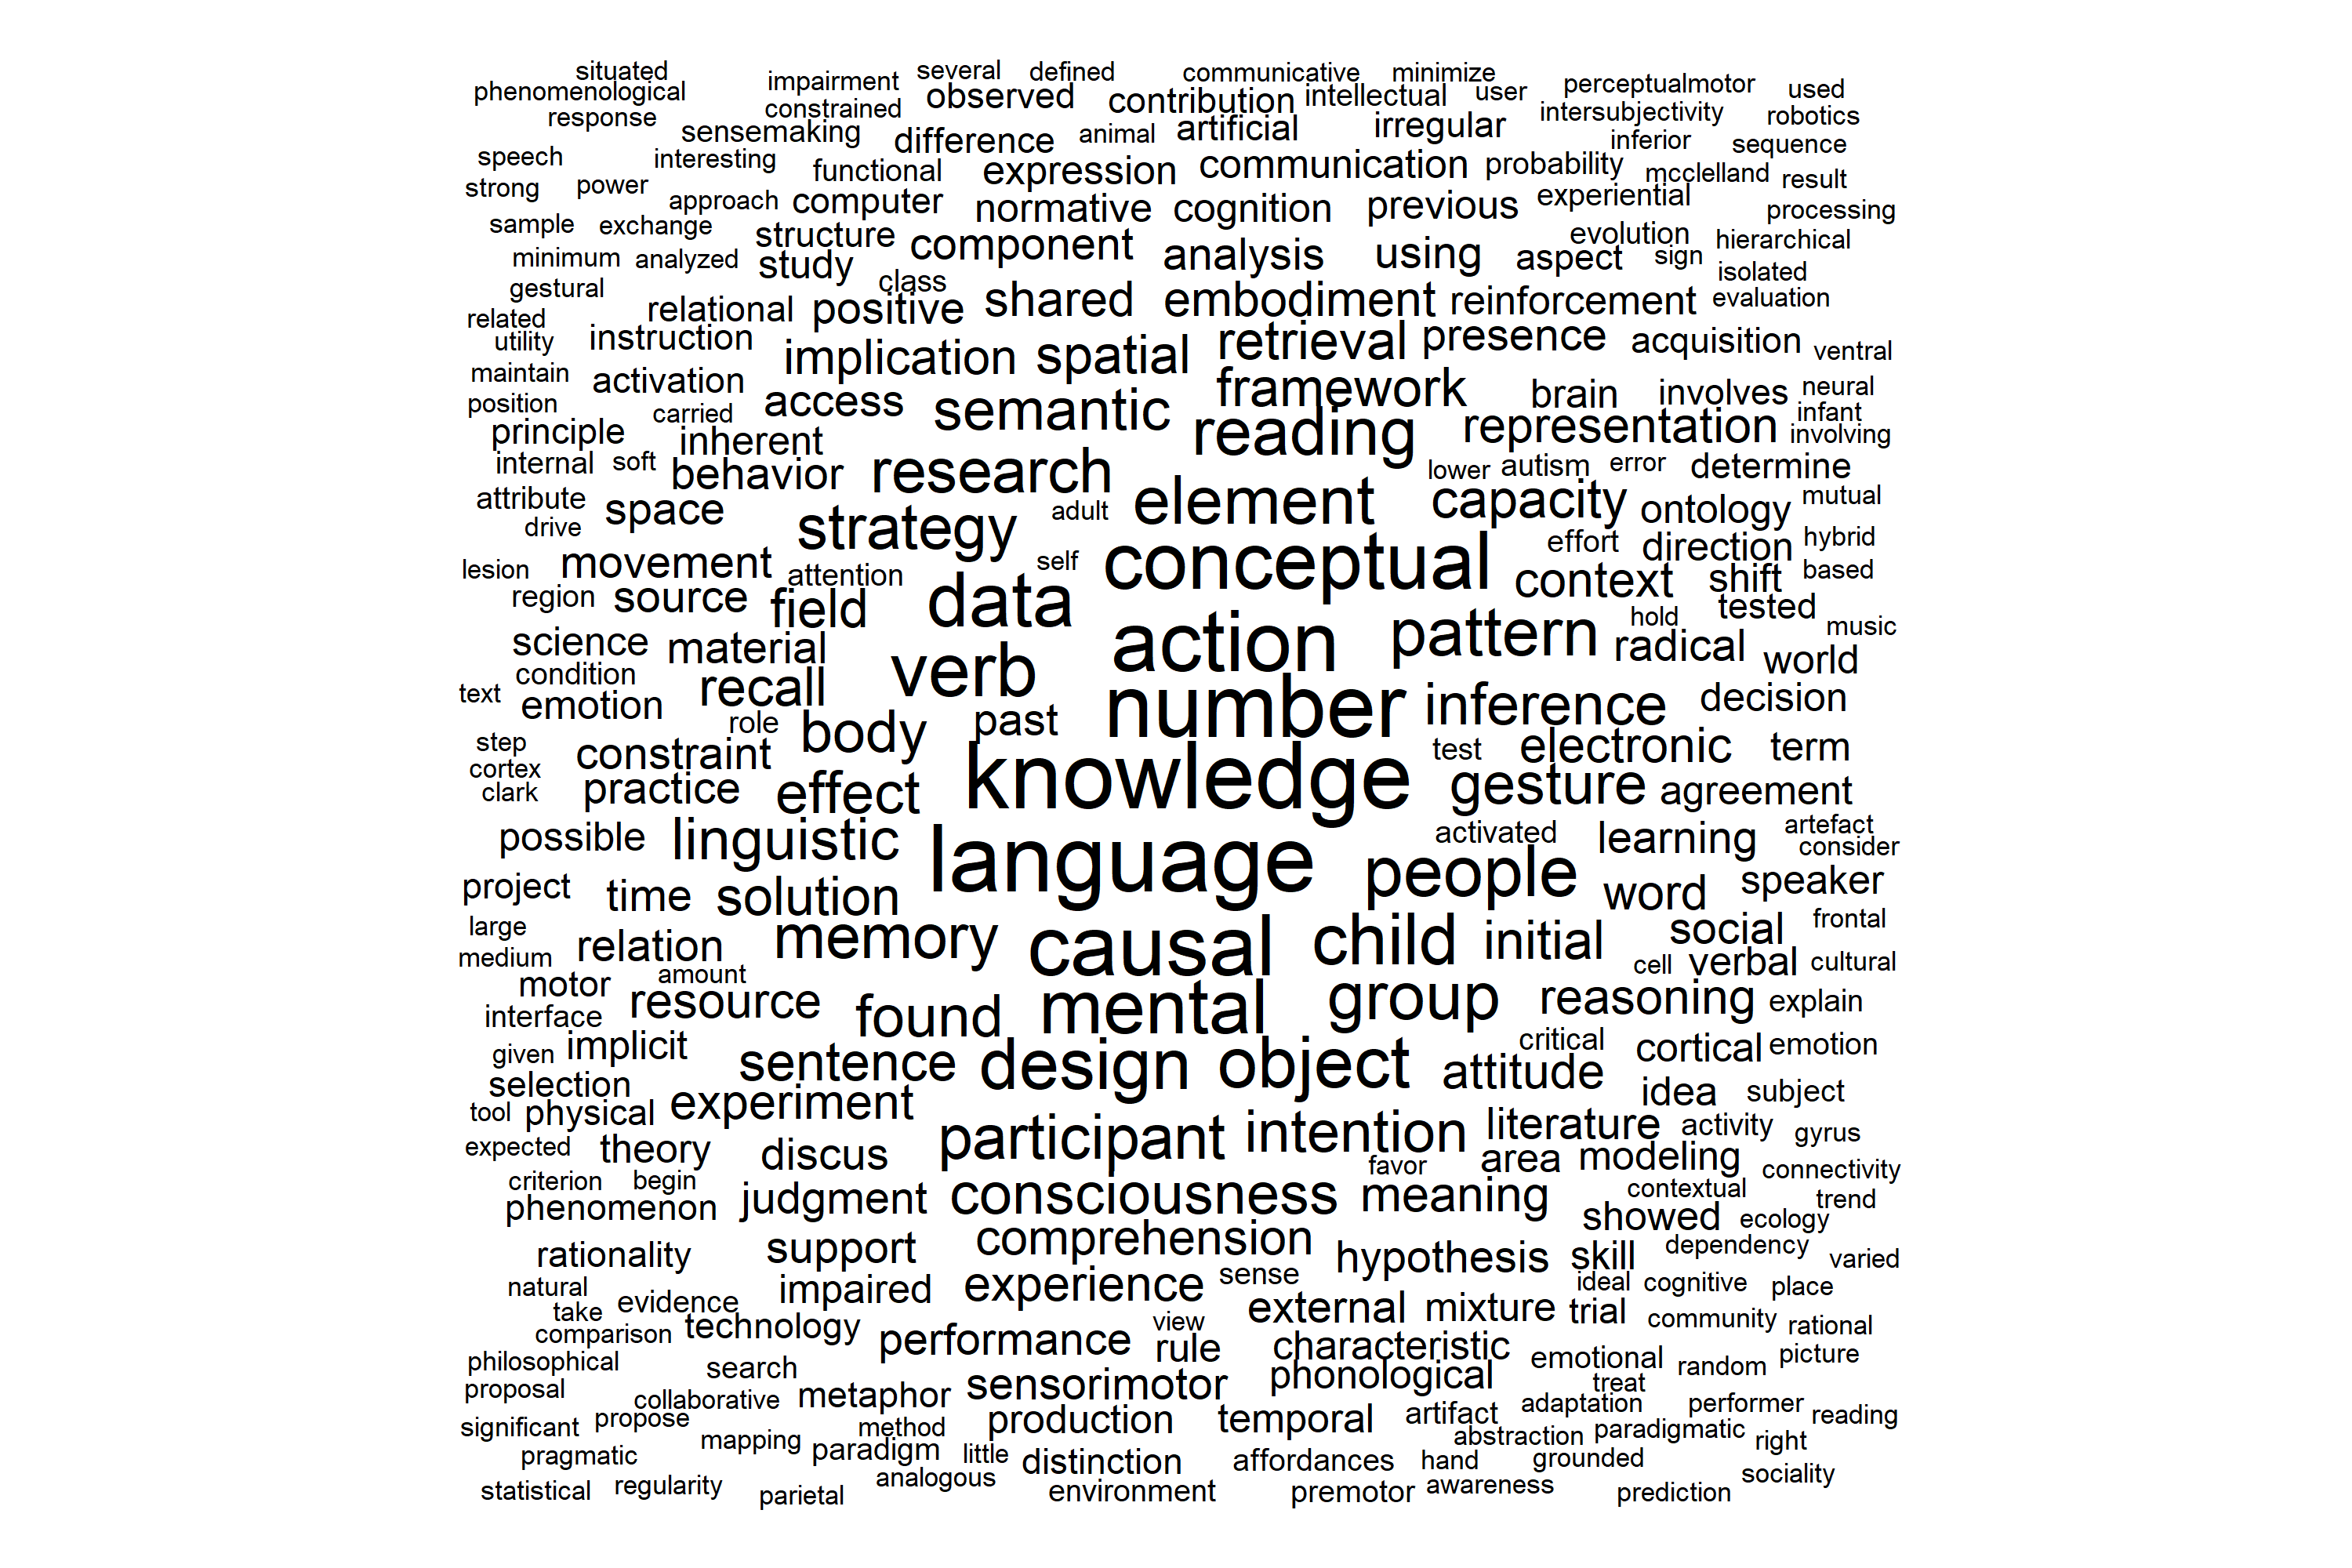 situated impairment several defined communicative minimize perceptualmotor used
phenomenological constrained observed contribution intellectual user intersubjectivity robotics
response sensemaking difference animal artificial irregular inferior sequence
speech interesting functional expression communication probability mcclelland result
strong power approach computer normative cognition previous experiential processing
sample exchange structure component analysis using evolution hierarchical
minimum analyzed study class aspect sign isolated
gestural relational positive shared embodiment reinforcement evaluation
related
utility instruction implication spatial retrieval presence acquisition ventral
maintain activation access semantic framework brain involves neural
position carried reading representation infant
principle inherent involving
internal soft behavior research lower autism error determine
attribute space strategy adult element capacity ontology mutual
drive effort direction hybrid
lesion movement attention self conceptual context shift based
region source field data hold tested
science material action pattern radical music
condition verb world
text emotion recall number inference decision
role body past
step constraint knowledge test electronic term
cortex
clark practice effect gesture agreement
possible linguistic language activated learning artefact
consider
project time solution people word speaker
large relation memory causal child initial social frontal
medium cell verbal cultural
motor amount
interface resource found mental group reasoning explain
given implicit sentence design object critical cortical emotion
selection attitude idea subject
tool physical experiment literature activity
expected theory discus participant intention gyrus
criterion begin favor area modeling connectivity
phenomenon judgment consciousness meaning contextual trend
showed ecology
rationality support comprehension hypothesis skill dependency varied
natural impaired experience sense ideal cognitive place
take evidence external mixture trial community
comparison technology performance view rule characteristic rational
philosophical search emotional random picture
proposal collaborative metaphor sensorimotor phonological treat
significant propose method production temporal artifact adaptation performer reading
pragmatic mapping paradigm little distinction affordances hand abstraction paradigmatic right
grounded
statistical regularity parietal analogous environment premotor awareness prediction sociality